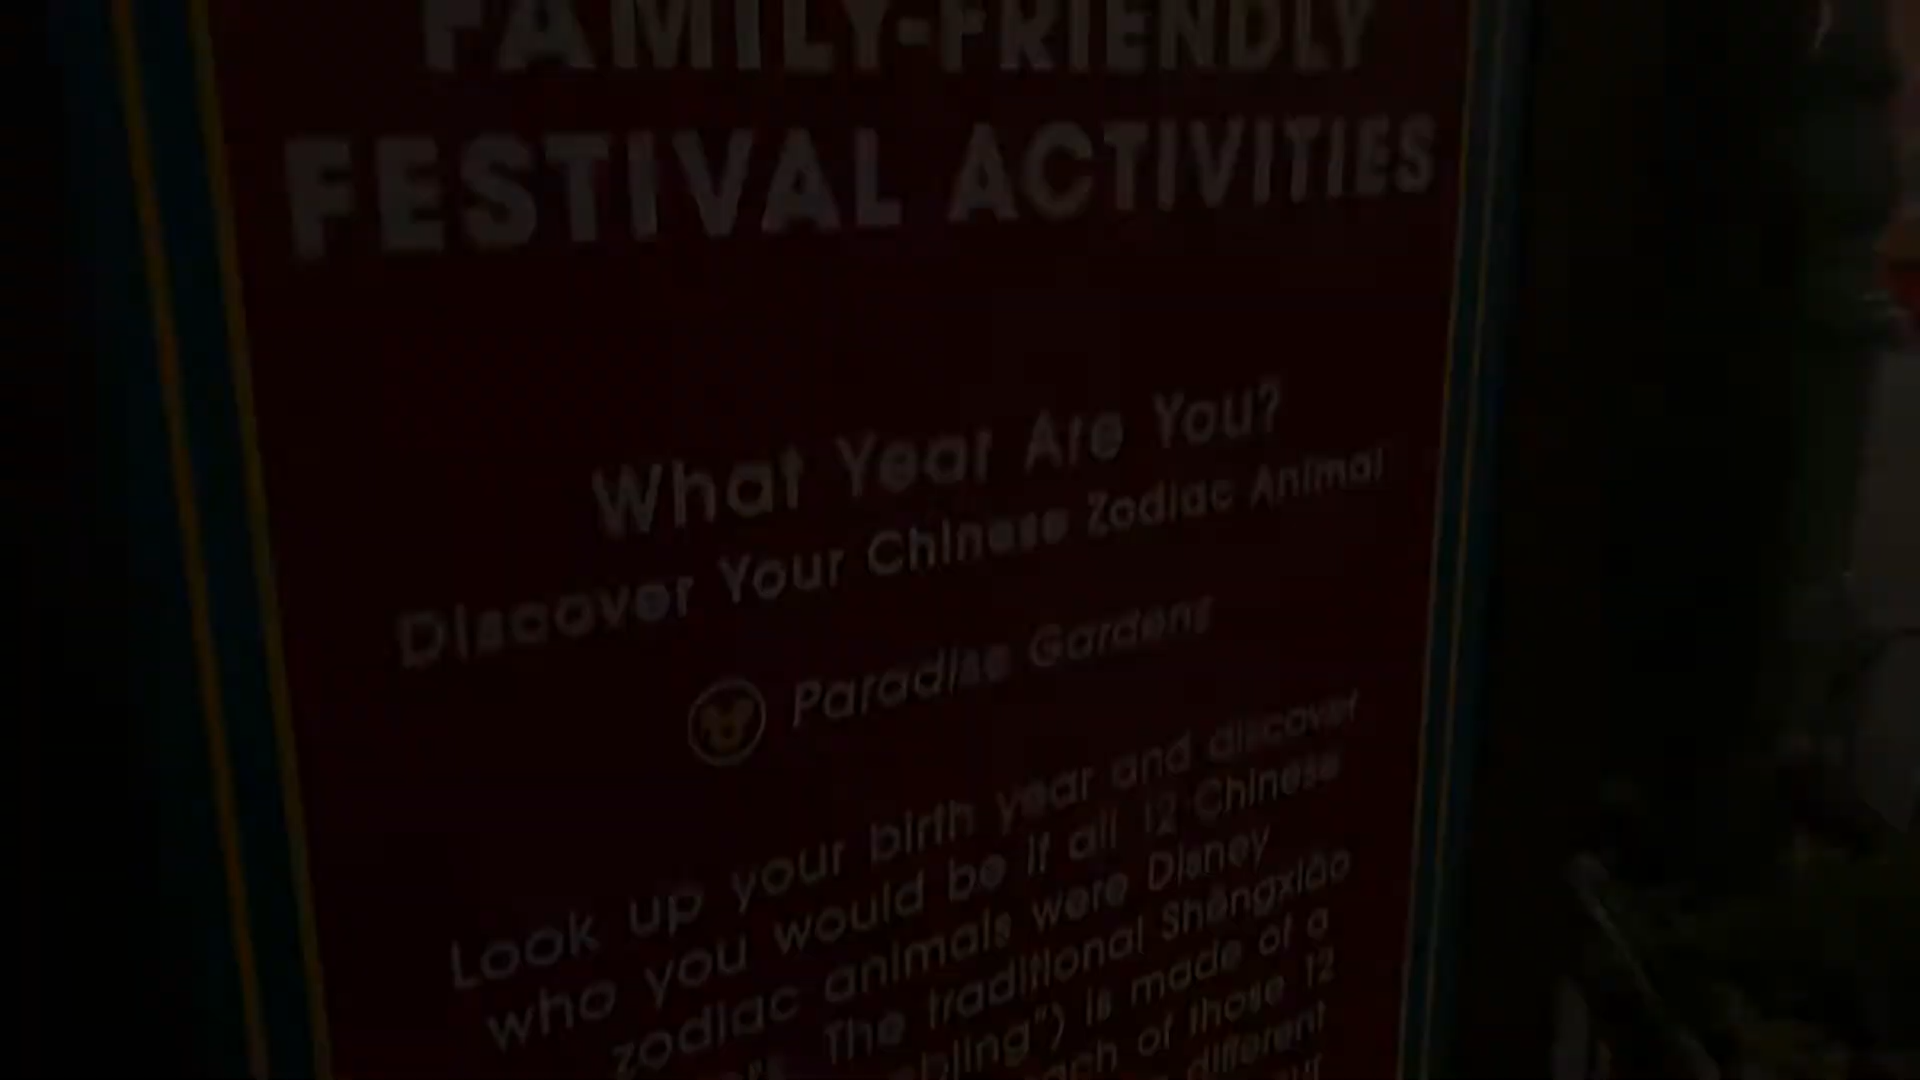 FAMILY-FRIENDLY
FESTIVAL ACTIVITIES
What Year Are You?
Discover Your Chinese Zodiac Animal
Paradise Gardens
Look up your birth year and discover
who you would be if all 12 Chinese
zodiac animals were Disney
The traditional Shēngxiào
is made of a
of those 12
different